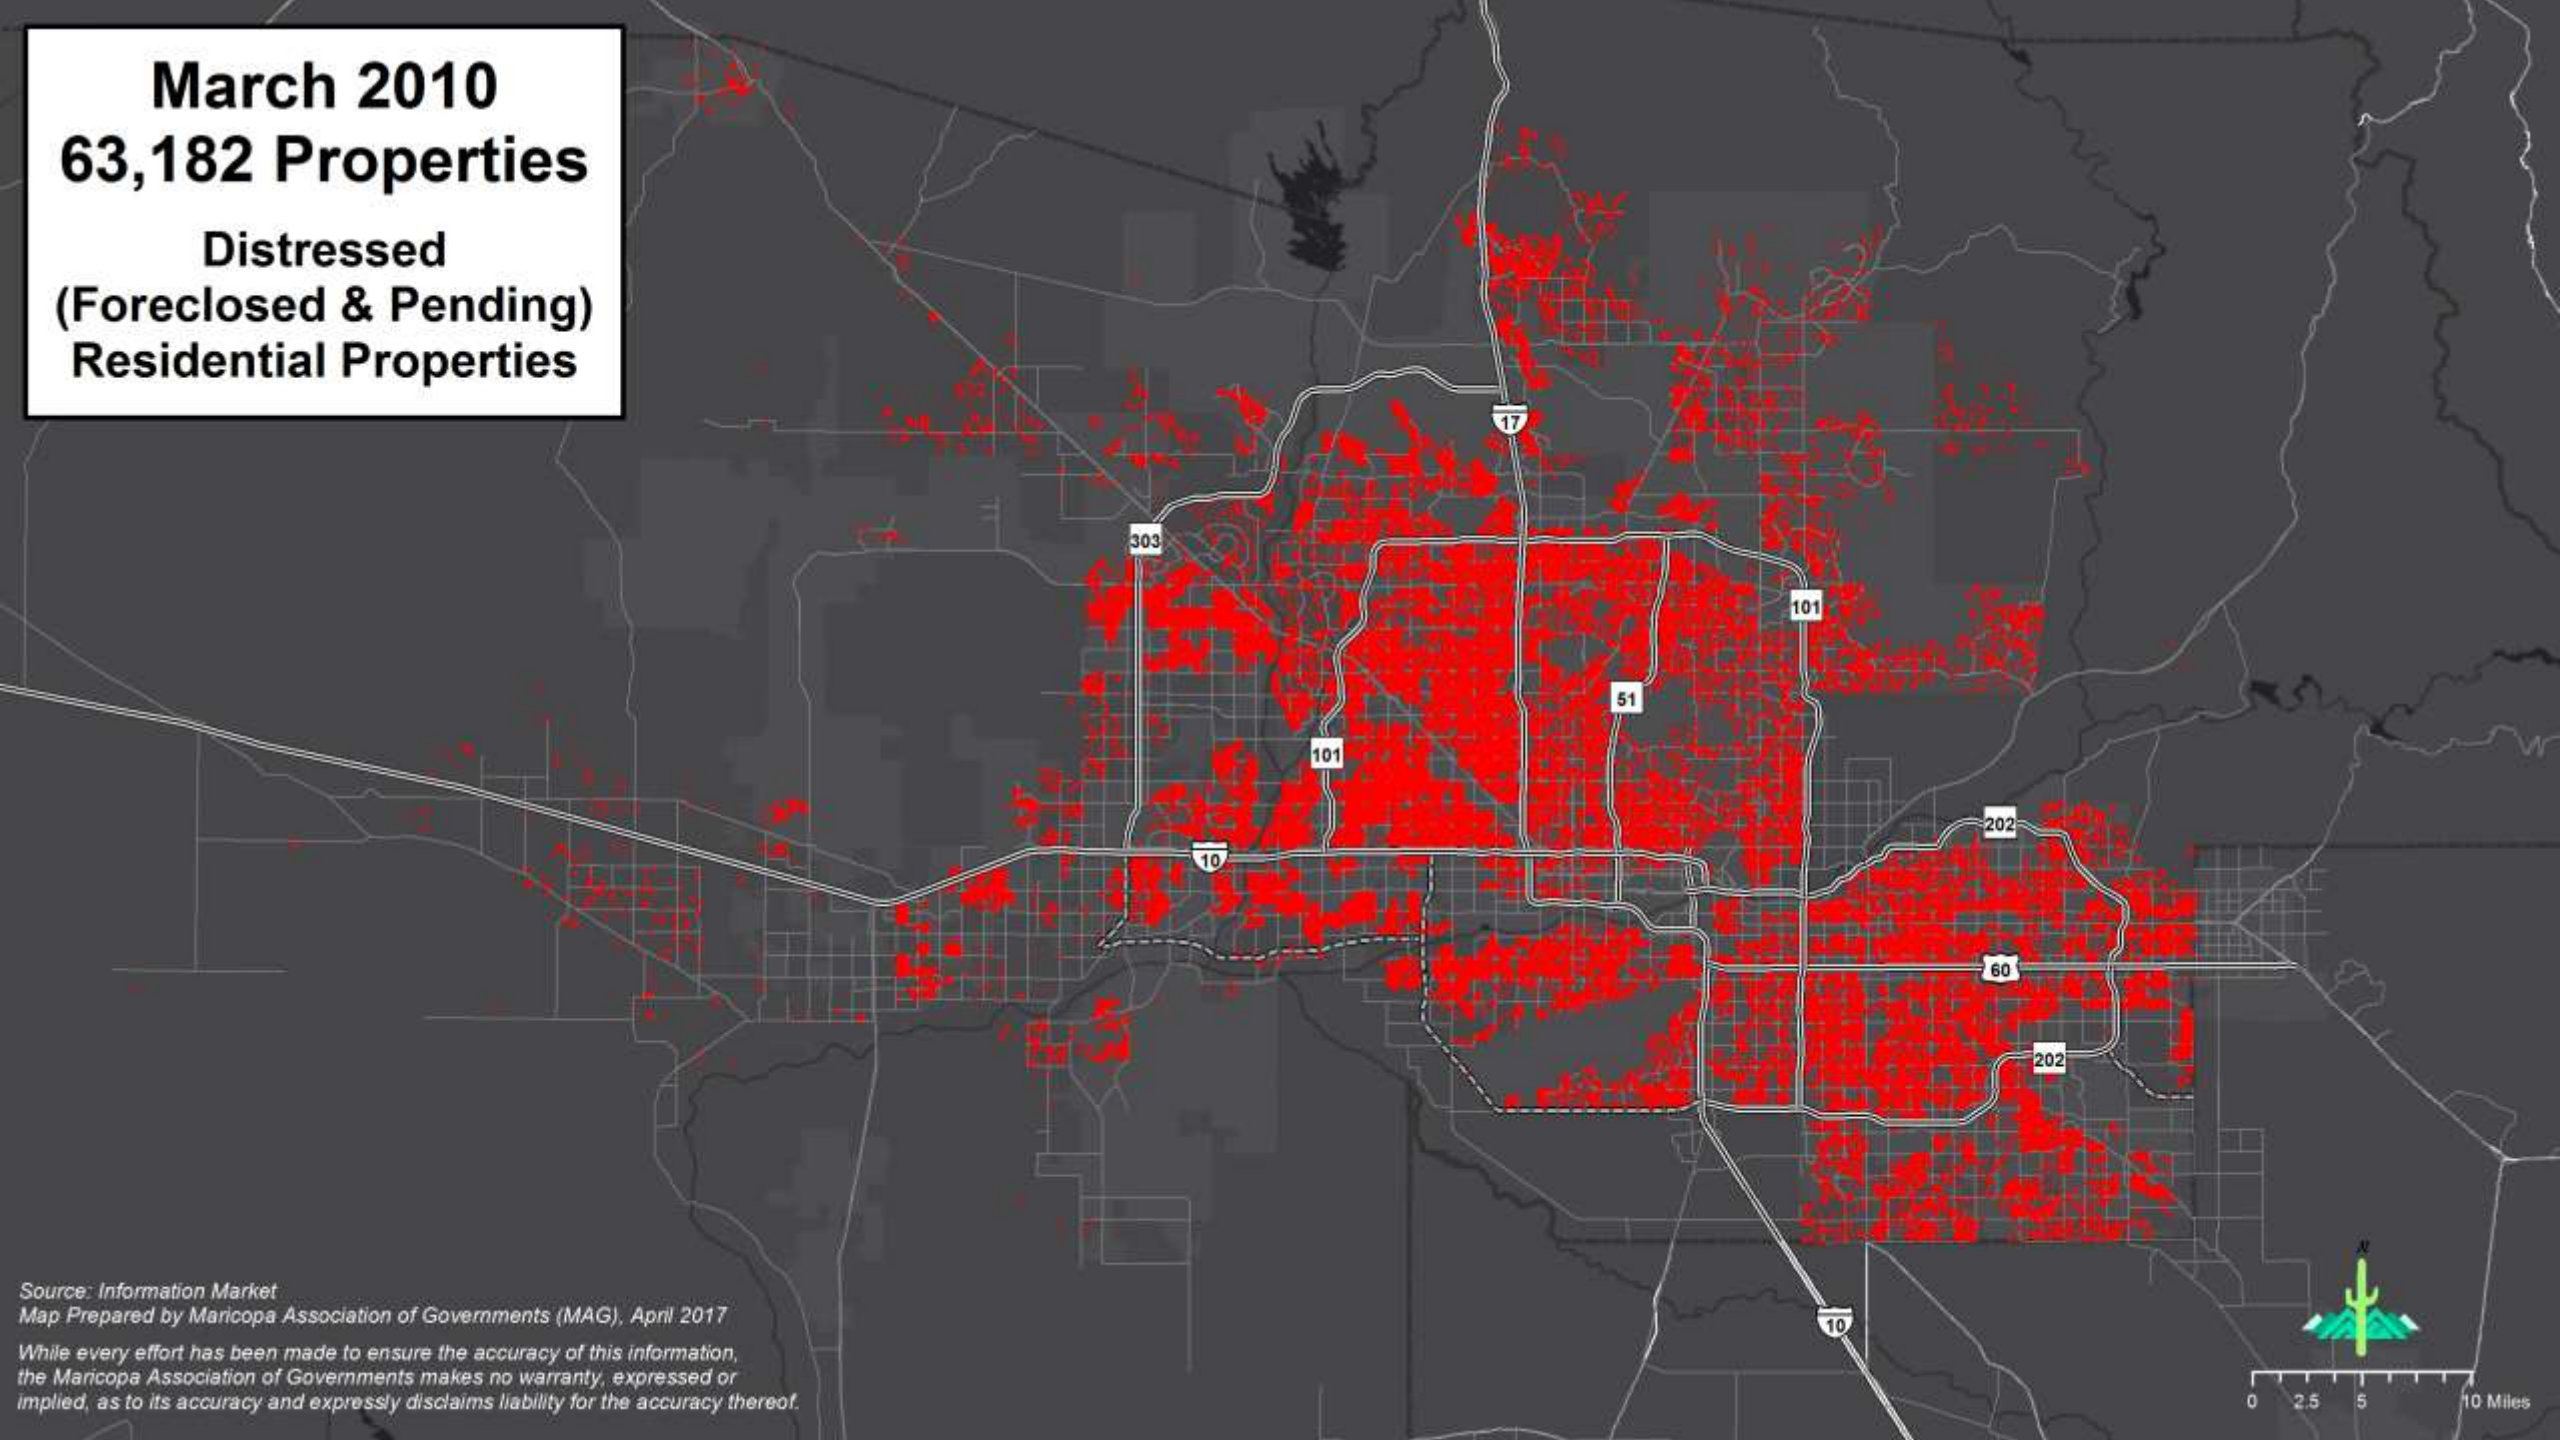 March 2010
63,182 Properties
Distressed
(Foreclosed & Pending)
Residential Properties
17
303
101
51
101
202
10
60
202
10
N
0 2.5 5 10 Miles
Source: Information Market
Map Prepared by Maricopa Association of Governments (MAG), April 2017
While every effort has been made to ensure the accuracy of this information,
the Maricopa Association of Governments makes no warranty, expressed or
implied, as to its accuracy and expressly disclaims liability for the accuracy thereof.